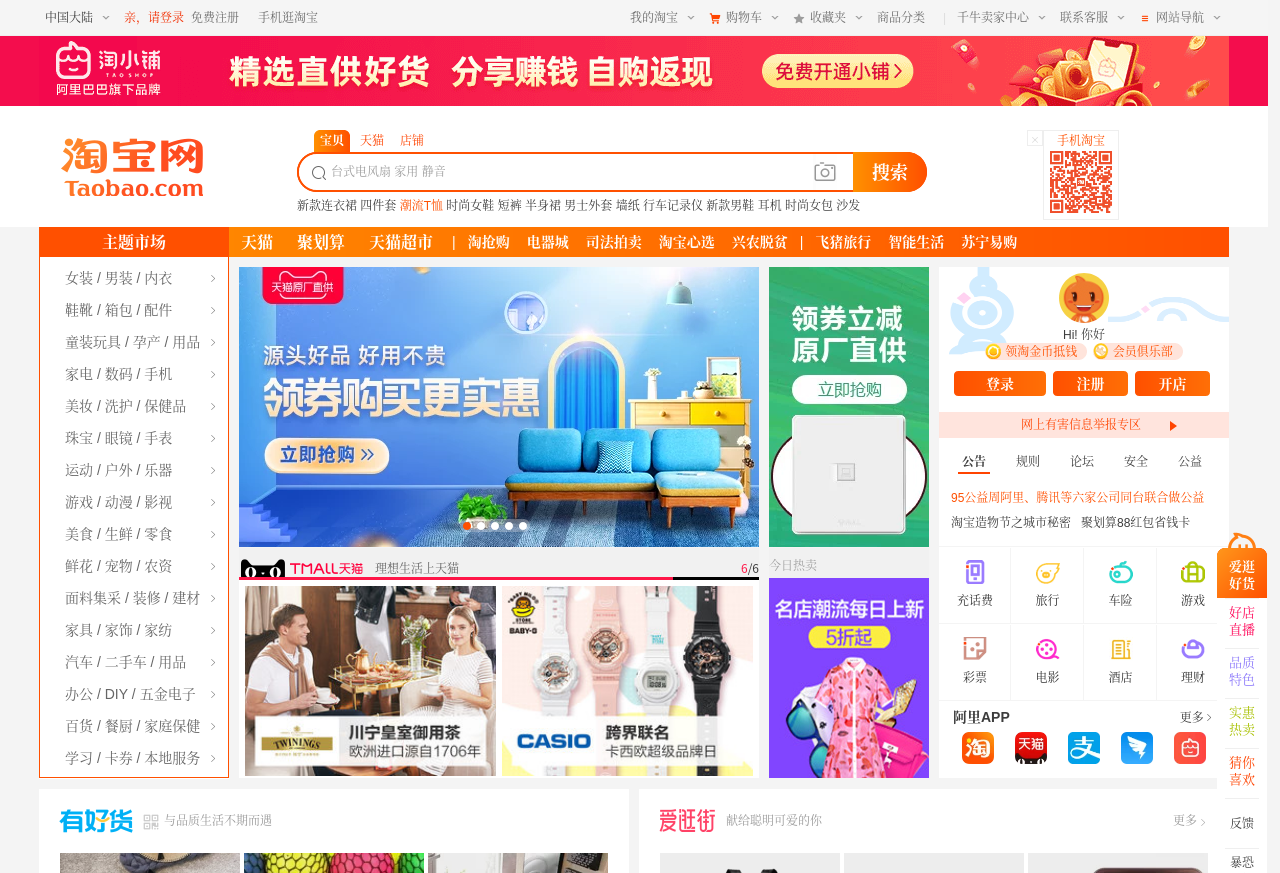 中国大陆 亲，请登录 免费注册 手机逛淘宝 我的淘宝 购物车 收藏夹 商品分类 千牛卖家中心 联系客服 网站导航
淘小铺
TAO SHOP
阿里巴巴旗下品牌
精选直供好货 分享赚钱 自购返现
免费开通小铺
宝贝 天猫 店铺
手机淘宝
淘宝网
Taobao.com
台式电风扇 家用 静音
搜索
新款连衣裙 四件套 潮流T恤 时尚女鞋 短裤 半身裙 男士外套 墙纸 行车记录仪 新款男鞋 耳机 时尚女包 沙发
主题市场 天猫 聚划算 天猫超市 | 淘抢购 电器城 司法拍卖 淘宝心选 兴农脱贫 | 飞猪旅行 智能生活 苏宁易购
女装 / 男装 / 内衣
鞋靴 / 箱包 / 配件
童装玩具 / 孕产 / 用品
家电 / 数码 / 手机
美妆 / 洗护 / 保健品
珠宝 / 眼镜 / 手表
运动 / 户外 / 乐器
游戏 / 动漫 / 影视
美食 / 生鲜 / 零食
鲜花 / 宠物 / 农资
面料集采 / 装修 / 建材
家具 / 家饰 / 家纺
汽车 / 二手车 / 用品
办公 / DIY / 五金电子
百货 / 餐厨 / 家庭保健
学习 / 卡券 / 本地服务
天猫原厂直供
源头好品 好用不贵
领券购买更实惠
立即抢购
TMALL天猫 理想生活上天猫 6/6
川宁皇室御用茶
TWININGS
欧洲进口源自1706年
BABY-G
跨界联名
CASIO
卡西欧超级品牌日
领券立减
原厂直供
立即抢购
今日热卖
名店潮流每日上新
5折起
Hi! 你好
领淘金币抵钱 会员俱乐部
登录 注册 开店
网上有害信息举报专区
公告 规则 论坛 安全 公益
95公益周阿里、腾讯等六家公司同台联合做公益
淘宝造物节之城市秘密 聚划算88红包省钱卡
充话费 旅行 车险 游戏
彩票 电影 酒店 理财
阿里APP 更多
淘 天猫 支
爱逛
好货
好店
直播
品质
特色
实惠
热卖
猜你
喜欢
反馈
暴恐
有好货 与品质生活不期而遇
爱逛街 献给聪明可爱的你 更多